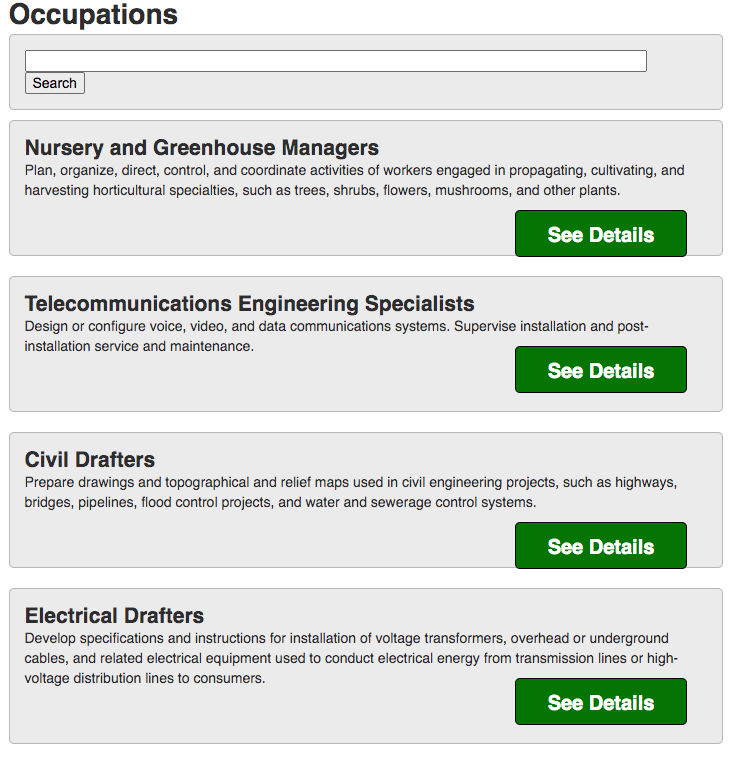 Occupations
Search
Nursery and Greenhouse Managers
Plan, organize, direct, control, and coordinate activities of workers engaged in propagating, cultivating, and
harvesting horticultural specialties, such as trees, shrubs, flowers, mushrooms, and other plants.
See Details
Telecommunications Engineering Specialists
Design or configure voice, video, and data communications systems. Supervise installation and post-
installation service and maintenance.
See Details
Civil Drafters
Prepare drawings and topographical and relief maps used in civil engineering projects, such as highways,
bridges, pipelines, flood control projects, and water and sewerage control systems.
See Details
Electrical Drafters
Develop specifications and instructions for installation of voltage transformers, overhead or underground
cables, and related electrical equipment used to conduct electrical energy from transmission lines or high-
voltage distribution lines to consumers.
See Details